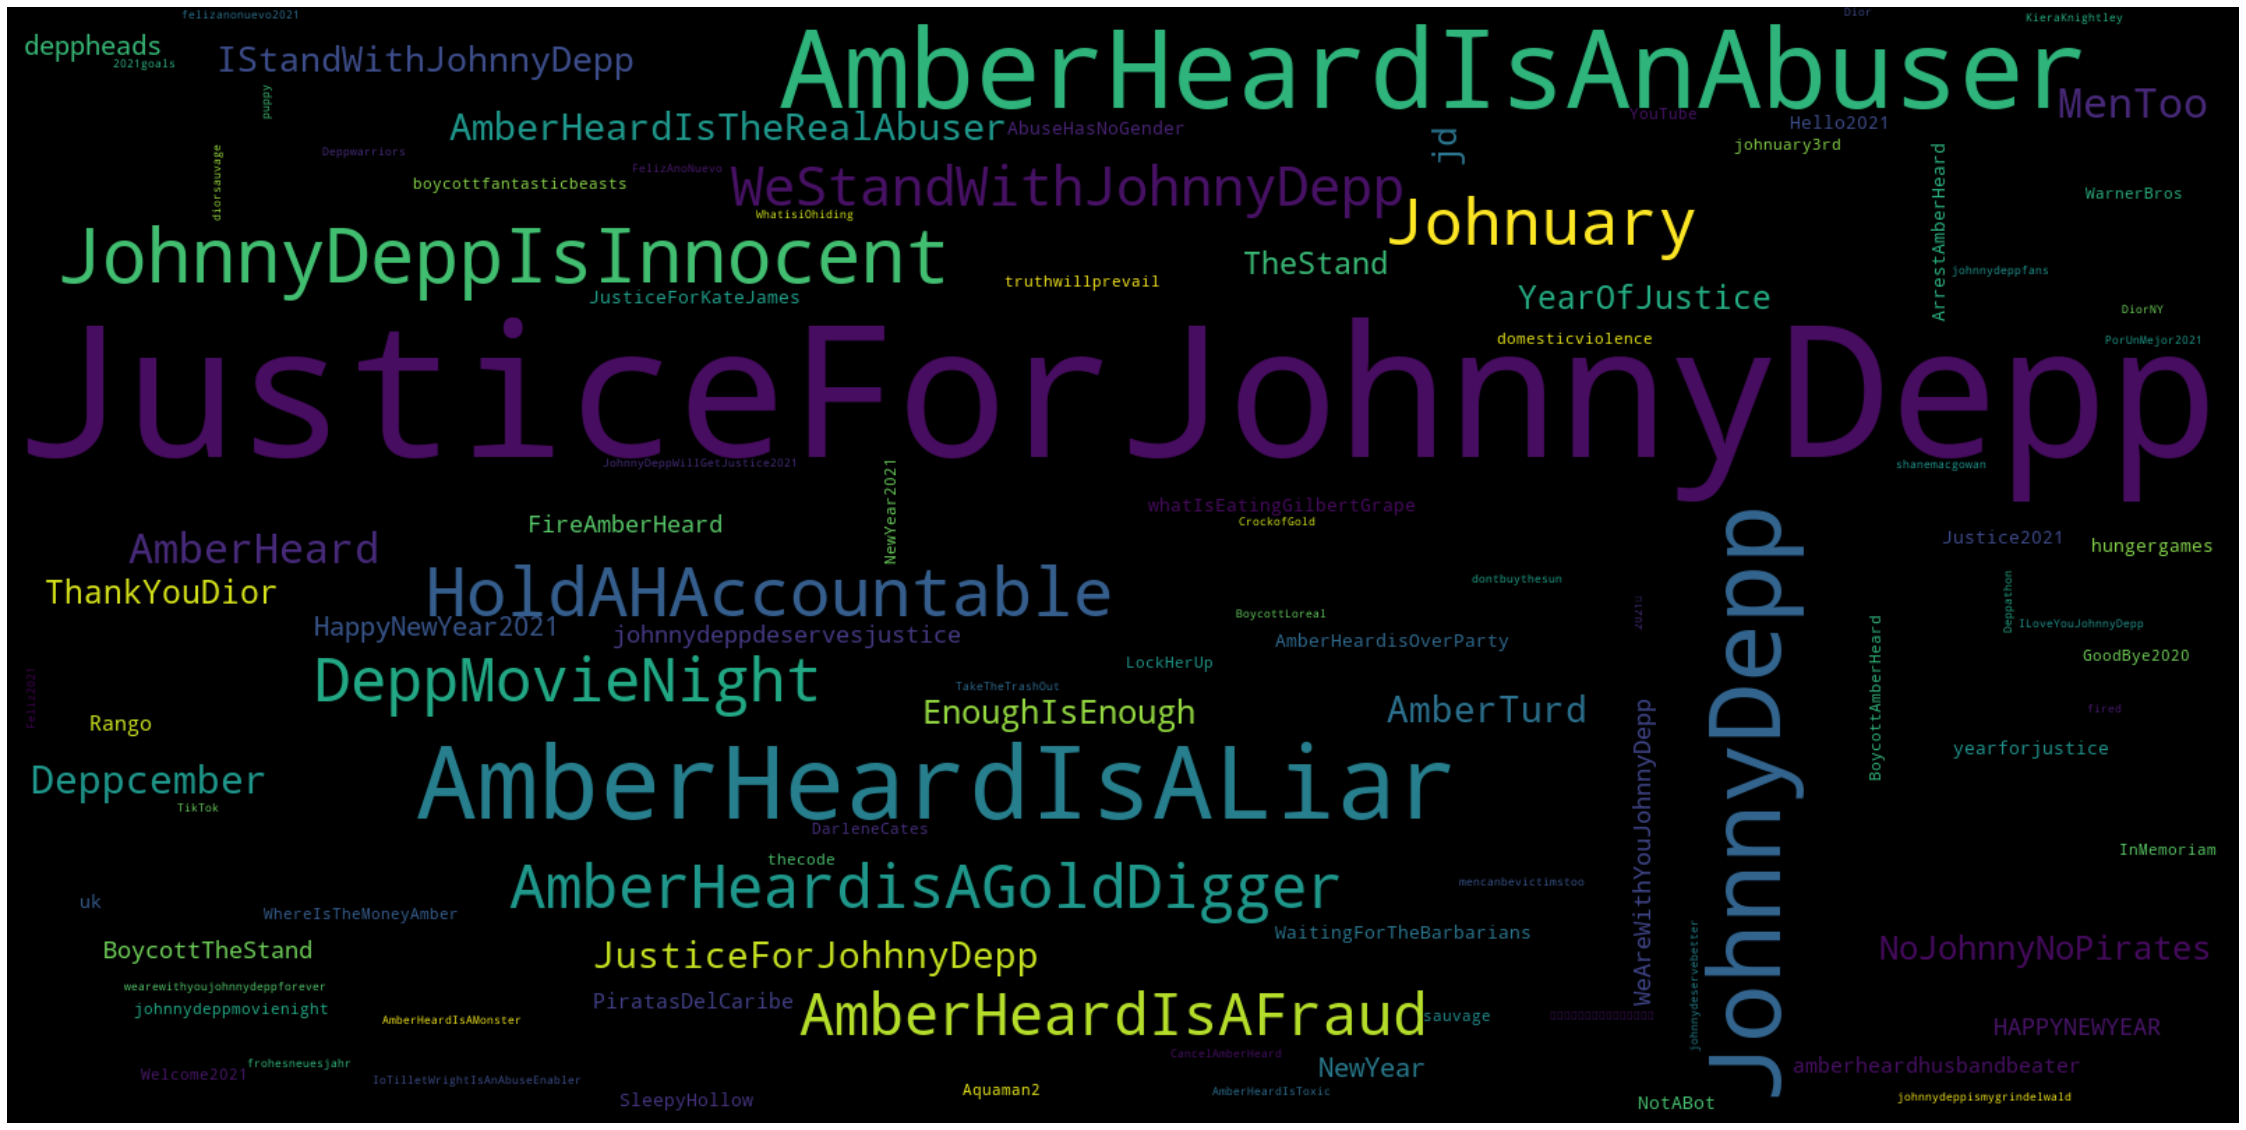 felizanonuevo2021
Dior
KieraKnightley
deppheads
2021goals
IStandWithJohnnyDepp
AmberHeardIsAnAbuser
puppy
MenToo
AmberHeardIsTheRealAbuser
AbuseHasNoGender
YouTube
Hello2021
jd
johnuary3rd
Deppwarriors
diorsauvage
boycottfantasticbeasts
FelizAnoNuevo
WeStandWithJohnnyDepp
WhatisiOhiding
Johnuary
ArrestAmberHeard
WarnerBros
JohnnyDeppIsInnocent
TheStand
johnnydeppfans
truthwillprevail
JusticeForKateJames
YearOfJustice
DiorNY
domesticviolence
PorUnMejor2021
JusticeForJohnnyDepp
JohnnyDeppWillGetJustice2021
shanemacgowan
NewYear2021
whatIsEatingGilbertGrape
CrockofGold
FireAmberHeard
AmberHeard
Justice2021
hungergames
ThankYouDior
HoldAHAccountable
dontbuythesun
BoycottLoreal
Deppathon
ILoveYouJohnnyDepp
HappyNewYear2021
johnnydeppdeservesjustice
AmberHeardisOverParty
GoodBye2020
LockHerUp
DeppMovieNight
TakeTheTrashOut
Feliz2021
EnoughIsEnough
AmberTurd
BoycottAmberHeard
fired
Rango
yearforjustice
Deppcember
TikTok
AmberHeardIsALiar
JohnnyDepp
WeAreWithYouJohnnyDepp
DarleneCates
thecode
InMemoriam
AmberHeardisAGoldDigger
mencanbevictimstoo
uk
WhereIsTheMoneyAmber
WaitingForTheBarbarians
BoycottTheStand
JusticeForJohhnyDepp
NoJohnnyNoPirates
johnnydeservebetter
wearewithyoujohnnydeppforever
johnnydeppmovienight
PiratasDelCaribe
AmberHeardIsAMonster
AmberHeardIsAFraud
sauvage
HAPPYNEWYEAR
CancelAmberHeard
frohesneuesjahr
Welcome2021
IoTilletWrightIsAnAbuseEnabler
NewYear
amberheardhusbandbeater
SleepyHollow
Aquaman2
AmberHeardIsToxic
NotABot
johnnydeppismygrindelwald